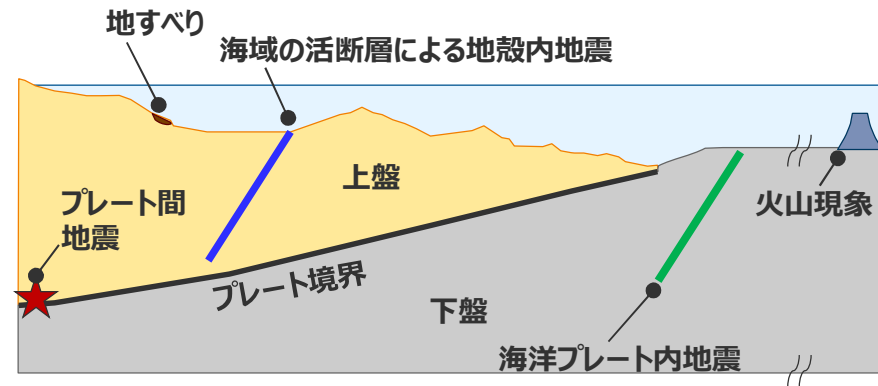 地すべり
海域の活断層による地殻内地震
上盤
プレート間
地震
火山現象
プレート境界
下盤
海洋プレート内地震